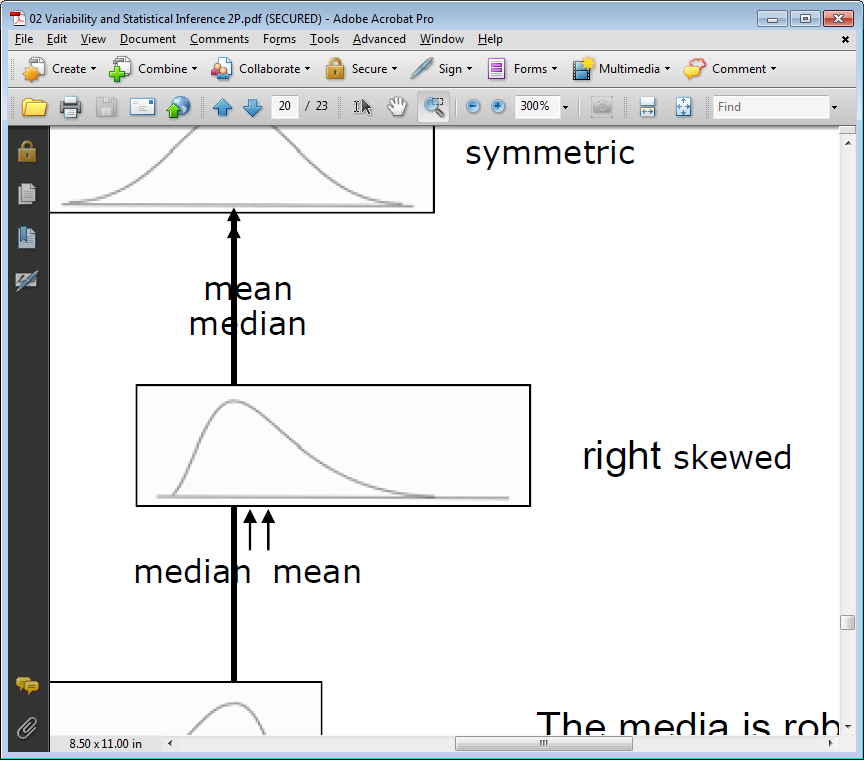 02 Variability and Statistical Inference 2P.pdf (SECURED) - Adobe Acrobat Pro
File Edit View Document Comments Forms Tools Advanced Window Help
Create Combine Collaborate Secure Sign Forms Multimedia Comment
20 / 23 300% Find
symmetric
mean
median
right skewed
median mean
The media is rob
8.50 x 11.00 in